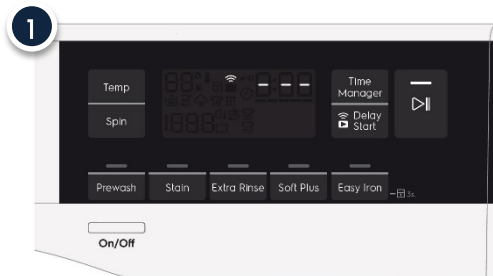 1
Temp
Spin
Time
Manager
Delay
Start
Prewash
Stain
Extra Rinse
Soft Plus
Easy Iron
3s.
On/Off